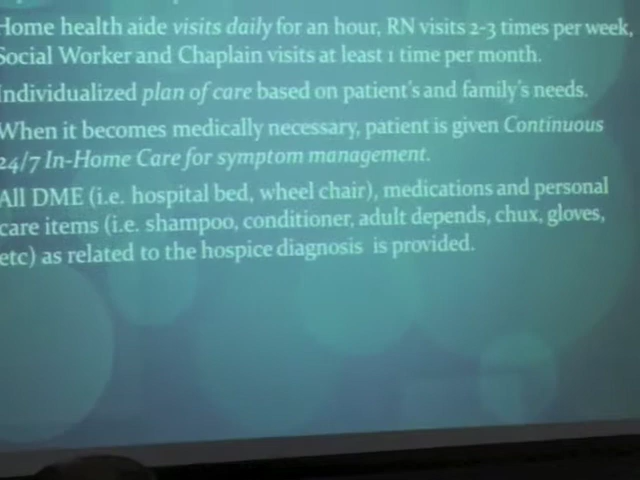 Home health aide visits daily for an hour, RN visits 2-3 times per week,
Social Worker and Chaplain visits at least 1 time per month.
Individualized plan of care based on patient's and family's needs.
When it becomes medically necessary, patient is given Continuous
24/7 In-Home Care for symptom management.
All DME (i.e. hospital bed, wheel chair), medications and personal
care items (i.e. shampoo, conditioner, adult depends, chux, gloves,
etc) as related to the hospice diagnosis is provided.